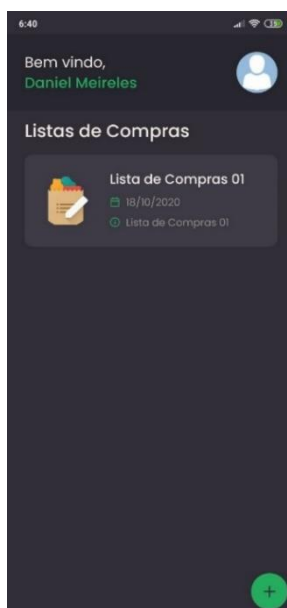 6:40
Bem vindo,
Daniel Meireles
Listas de Compras
Lista de Compras 01
18/10/2020
Lista de Compras 01